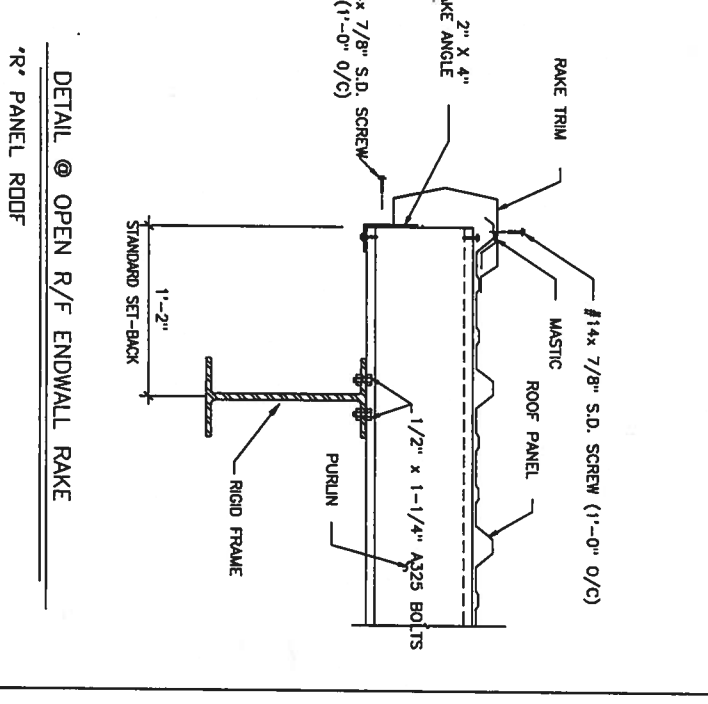 RAKE TRIM
#14x 7/8" S.D. SCREW (1'-0" O/C)
MASTIC
ROOF PANEL
2" X 4"
ANGLE
7/8" S.D. SCREW
(1'-0" O/C)
1/2" x 1-1/4" A325 BOLTS
PURLIN
RIGID FRAME
1'-2"
STANDARD SET-BACK
DETAIL @ OPEN R/F ENDWALL RAKE
"R" PANEL ROOF